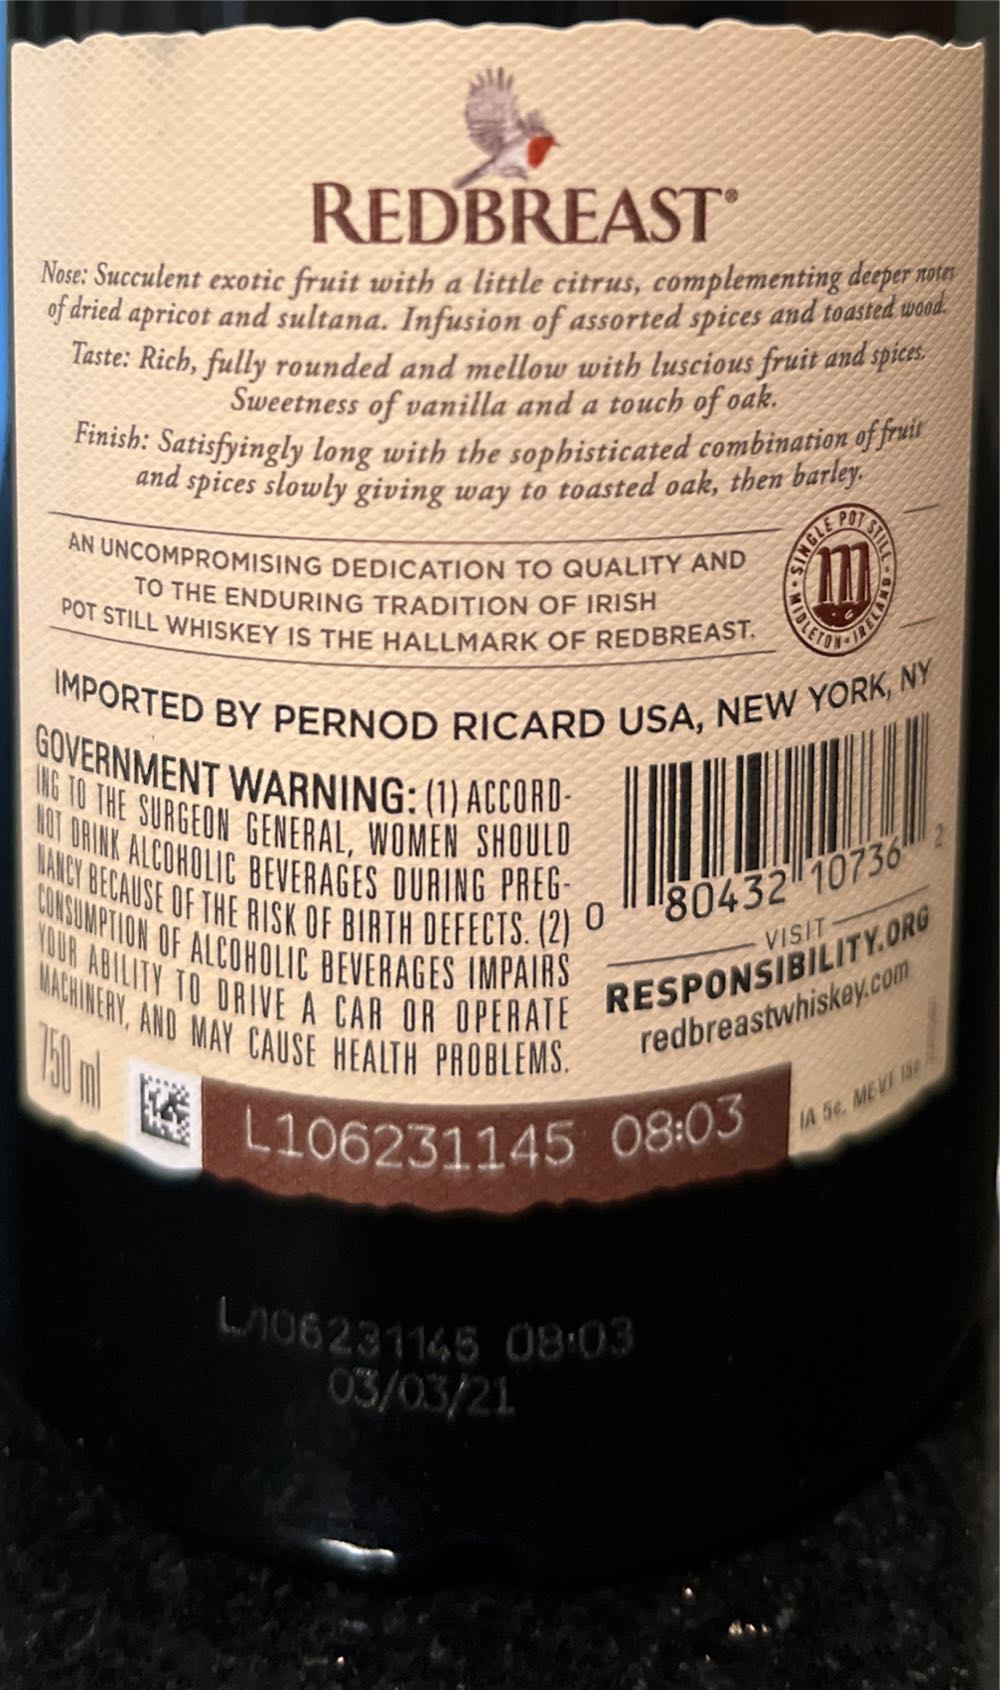 REDBREAST®
Nose: Succulent exotic fruit with a little citrus, complementing deeper notes
of dried apricot and sultana. Infusion of assorted spices and toasted wood.
Taste: Rich, fully rounded and mellow with luscious fruit and spices.
Sweetness of vanilla and a touch of oak.
Finish: Satisfyingly long with the sophisticated combination of fruit
and spices slowly giving way to toasted oak, then barley.
AN UNCOMPROMISING DEDICATION TO QUALITY AND
TO THE ENDURING TRADITION OF IRISH
POT STILL WHISKEY IS THE HALLMARK OF REDBREAST.
SINGLE POT STILL
MIDLETON · IRELAND
IMPORTED BY PERNOD RICARD USA, NEW YORK, NY
GOVERNMENT WARNING: (1) ACCORD-
ING TO THE SURGEON GENERAL, WOMEN SHOULD
NOT DRINK ALCOHOLIC BEVERAGES DURING PREG-
NANCY BECAUSE OF THE RISK OF BIRTH DEFECTS. (2)
CONSUMPTION OF ALCOHOLIC BEVERAGES IMPAIRS
YOUR ABILITY TO DRIVE A CAR OR OPERATE
MACHINERY, AND MAY CAUSE HEALTH PROBLEMS.
0 80432 10736 2
VISIT
RESPONSIBILITY.ORG
redbreastwhiskey.com
750 ml
IA 5¢, ME-VT 15¢
L106231145 08:03
L106231145 08:03
03/03/21